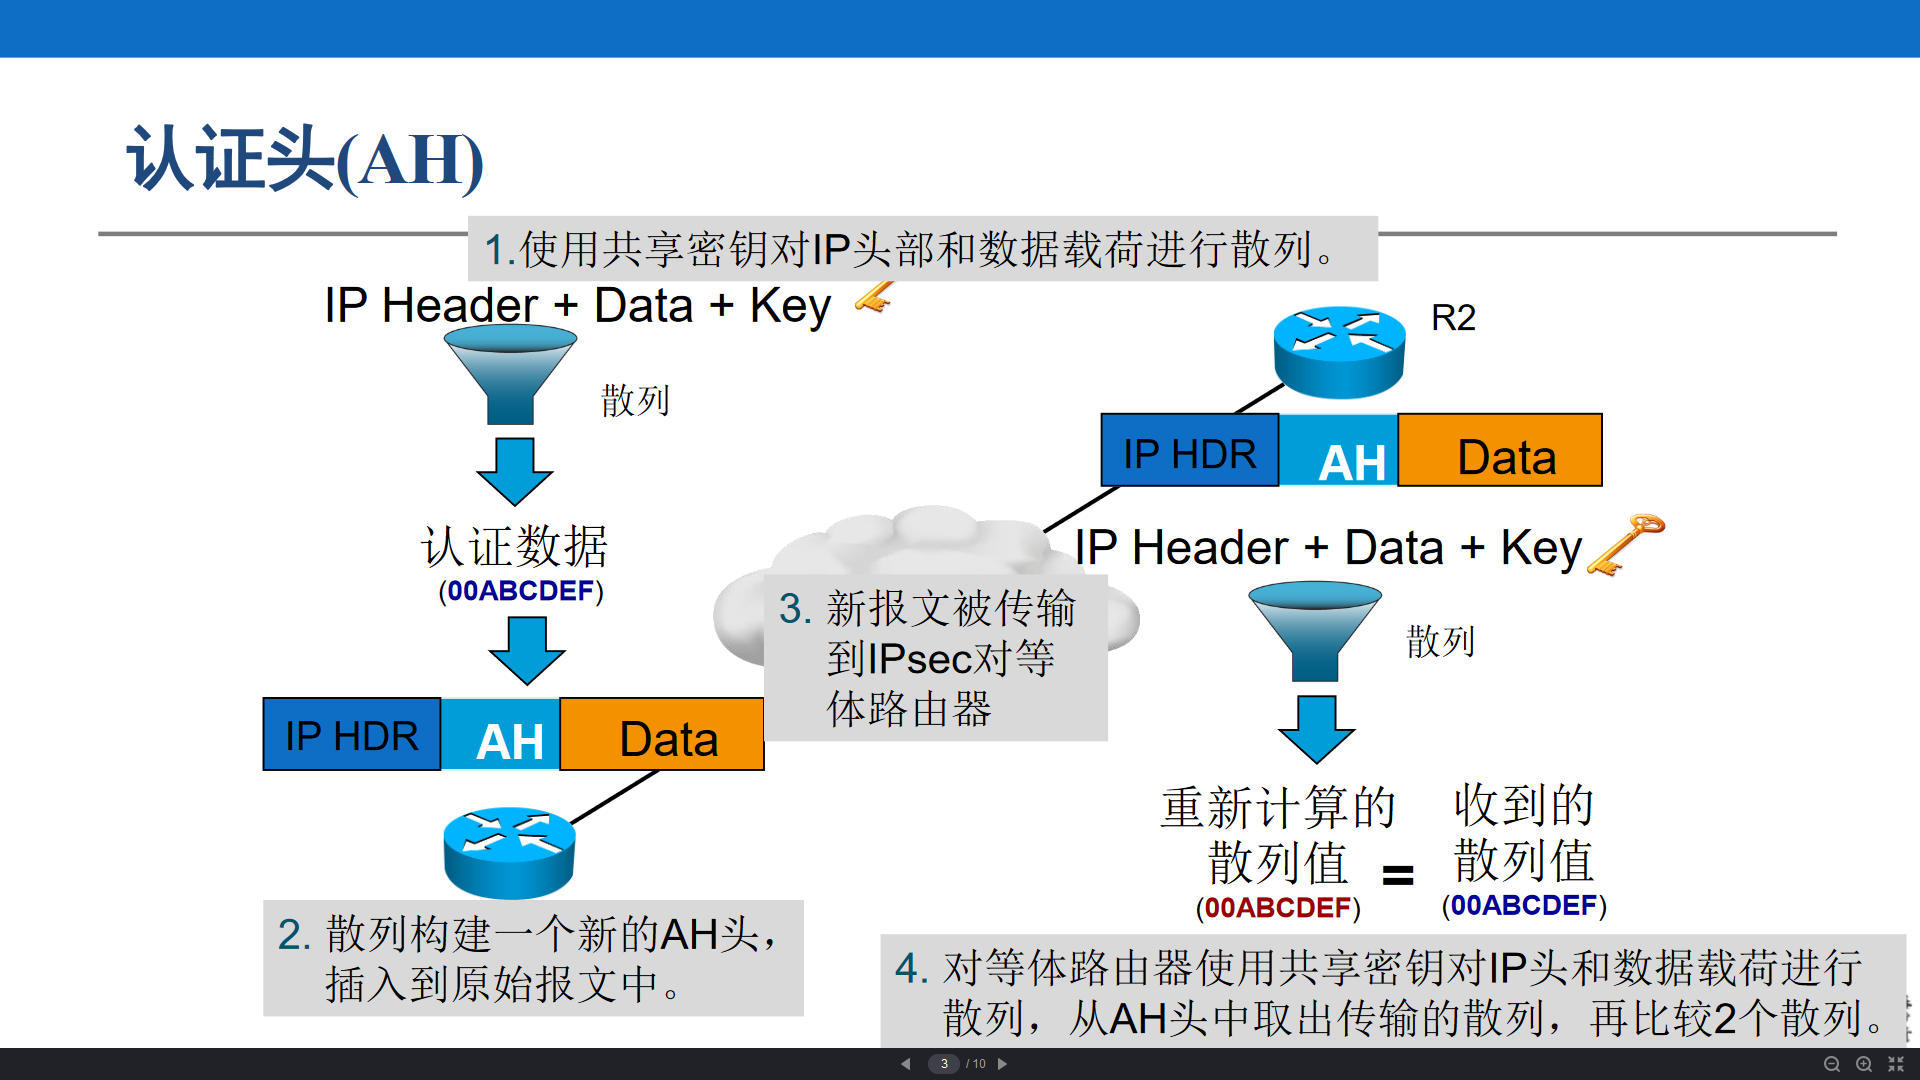 认证头(AH)
1.使用共享密钥对IP头部和数据载荷进行散列。
IP Header + Data + Key
散列
认证数据
(00ABCDEF)
IP HDR
AH
Data
2. 散列构建一个新的AH头，
插入到原始报文中。
3. 新报文被传输
到IPsec对等
体路由器
R2
IP HDR
AH
Data
IP Header + Data + Key
散列
重新计算的
散列值
(00ABCDEF)
=
收到的
散列值
(00ABCDEF)
4. 对等体路由器使用共享密钥对IP头和数据载荷进行
散列，从AH头中取出传输的散列，再比较2个散列。
3 / 10